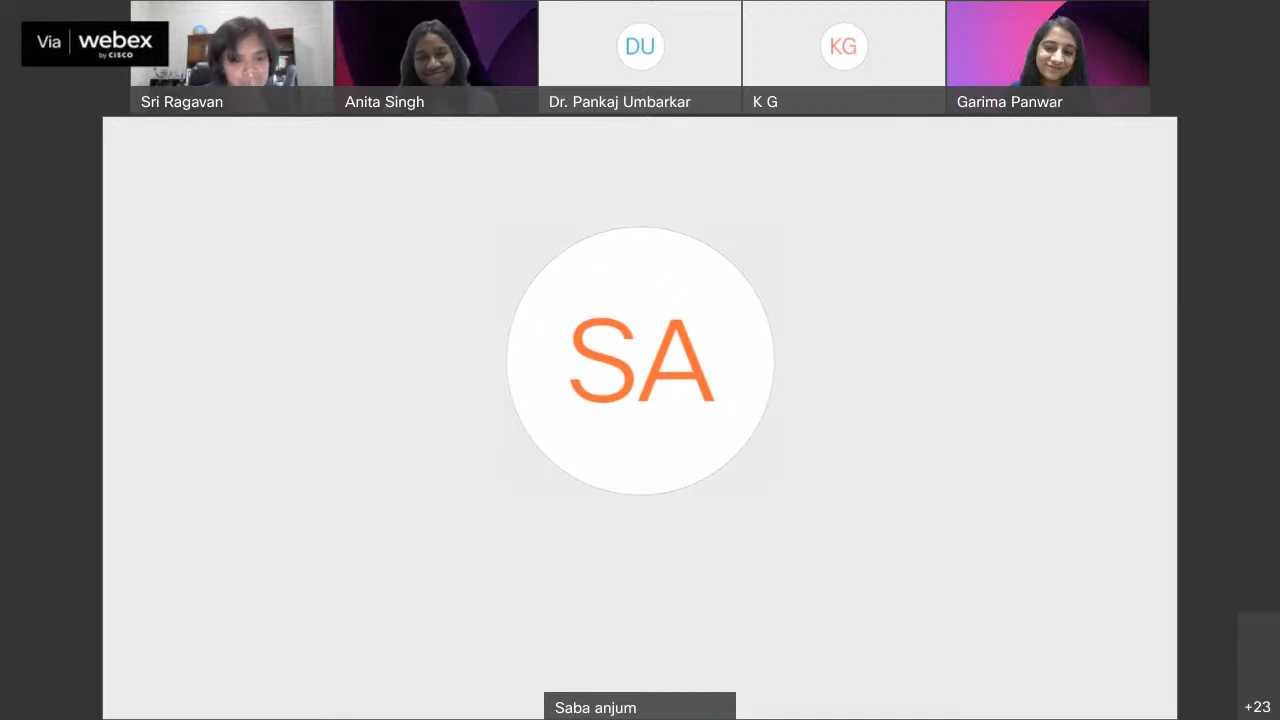 Via webex
by CISCO
DU
KG
Sri Ragavan
Anita Singh
Dr. Pankaj Umbarkar
K G
Garima Panwar
SA
Saba anjum
+23